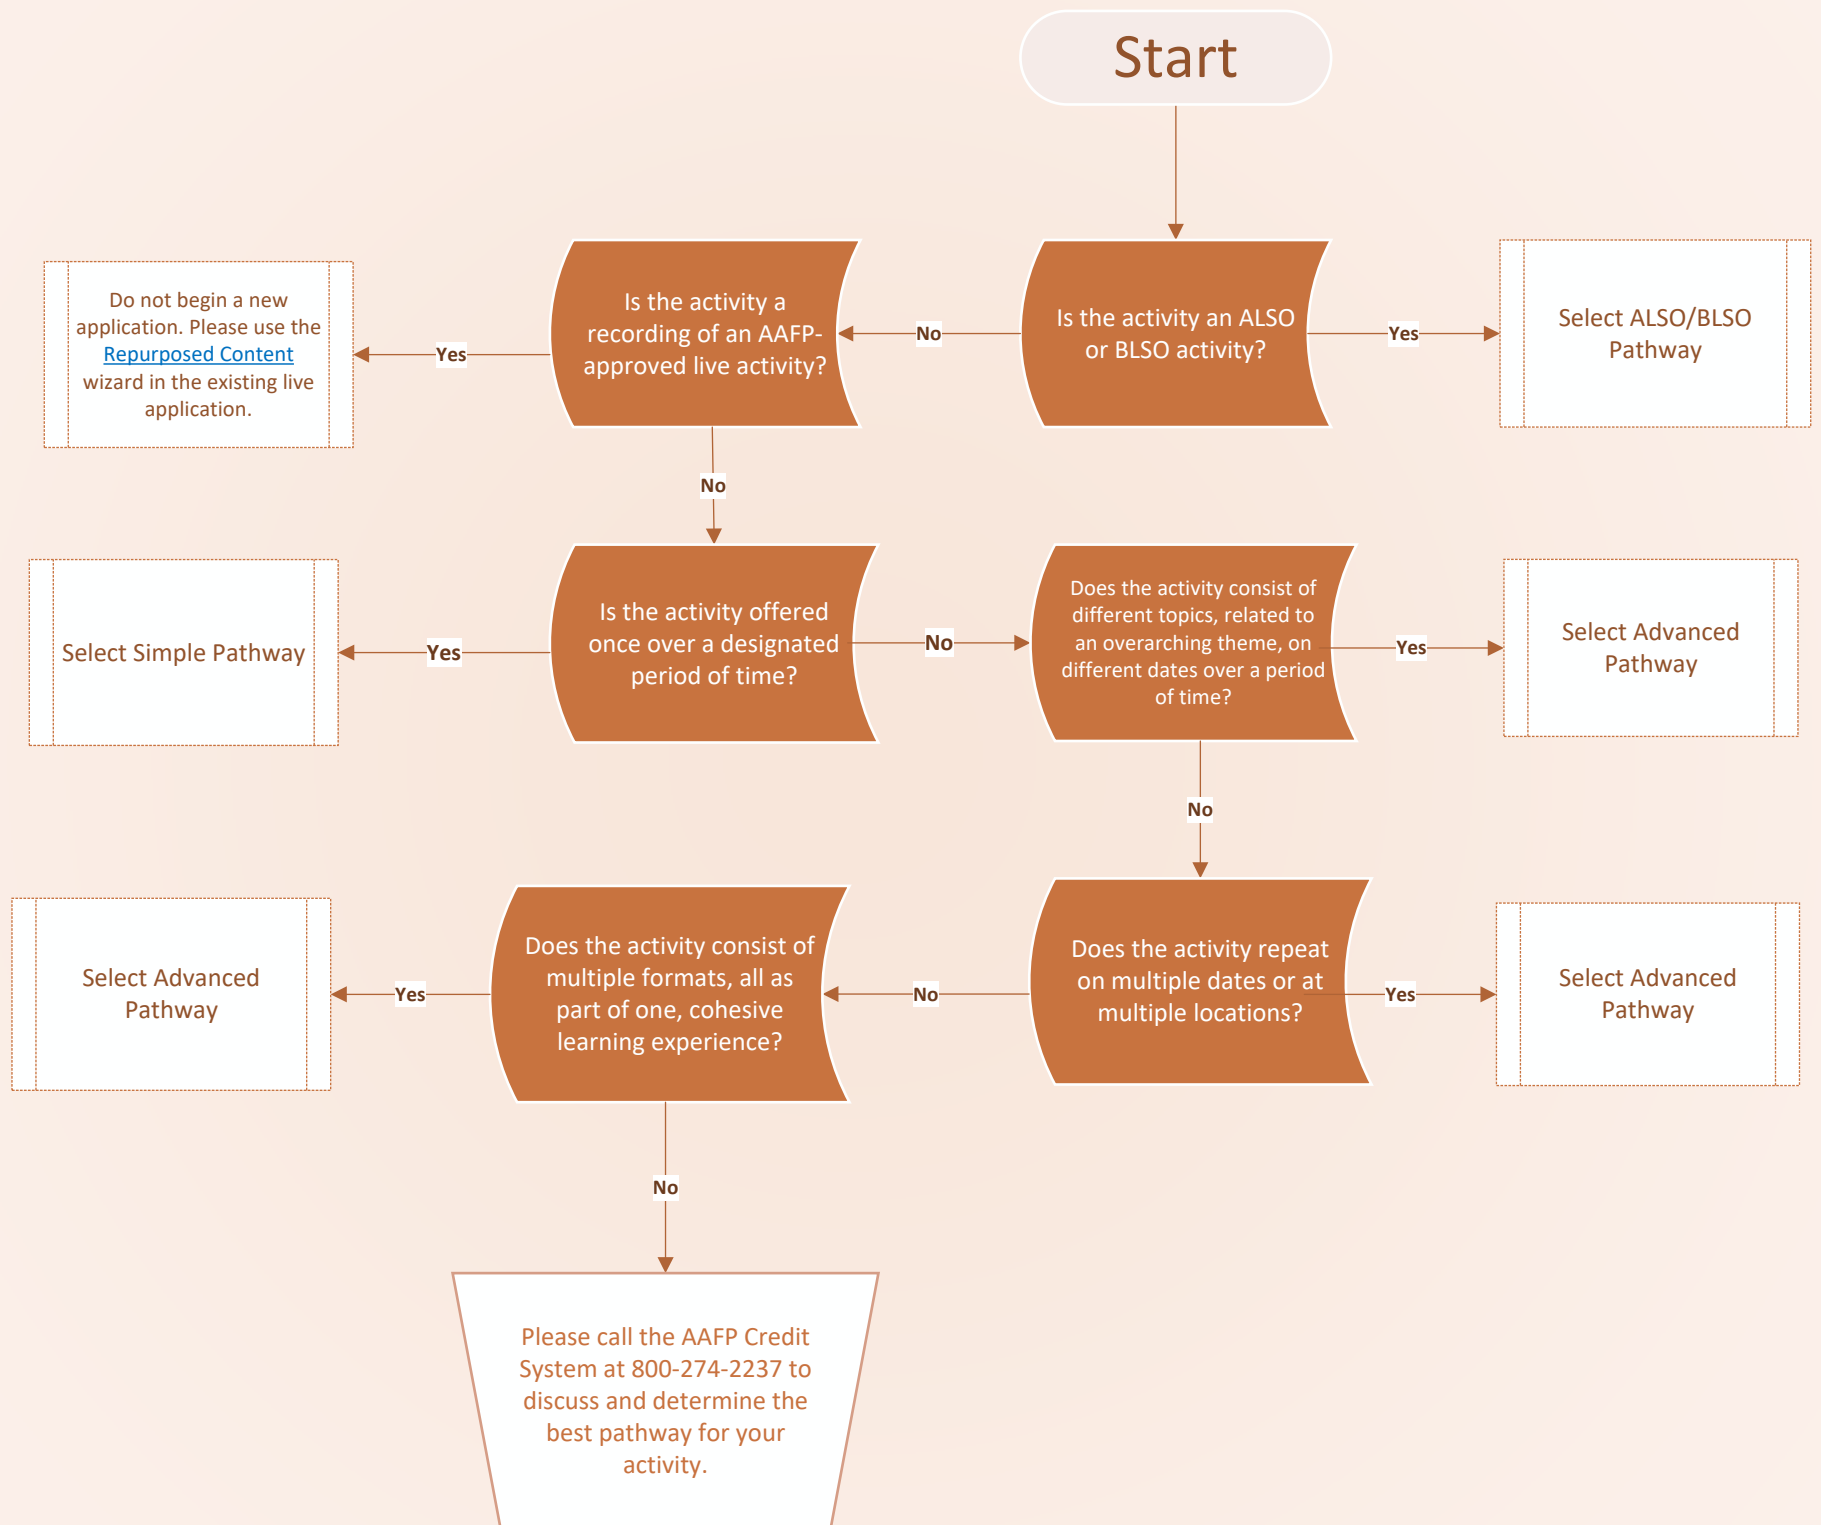 Start
Is the activity an ALSO
or BLSO activity?
Yes
Select ALSO/BLSO
Pathway
No
Is the activity a
recording of an AAFP-
approved live activity?
Yes
Do not begin a new
application. Please use the
Repurposed Content
wizard in the existing live
application.
No
Is the activity offered
once over a designated
period of time?
Yes
Select Simple Pathway
No
Does the activity consist of
different topics, related to
an overarching theme, on
different dates over a period
of time?
Yes
Select Advanced
Pathway
No
Does the activity repeat
on multiple dates or at
multiple locations?
Yes
Select Advanced
Pathway
No
Does the activity consist of
multiple formats, all as
part of one, cohesive
learning experience?
Yes
Select Advanced
Pathway
No
Please call the AAFP Credit
System at 800-274-2237 to
discuss and determine the
best pathway for your
activity.